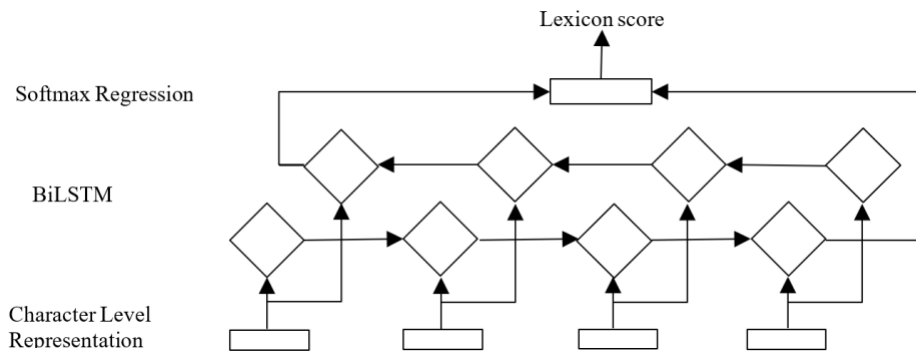 Lexicon score
Softmax Regression
BiLSTM
Character Level
Representation